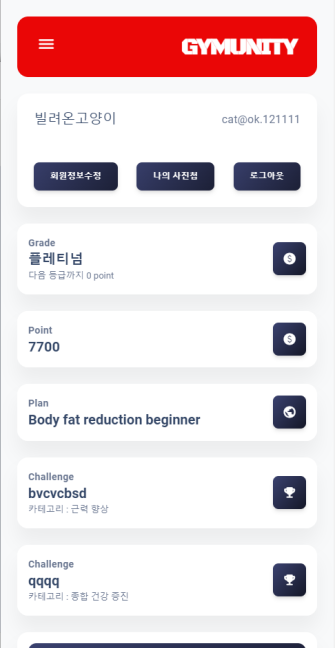 GYMUNITY
빌려온고양이 cat@ok.121111
회원정보수정 나의 사진첩 로그아웃
Grade
플레티넘
다음 등급까지 0 point
Point
7700
Plan
Body fat reduction beginner
Challenge
bvcvcbsd
카테고리 : 근력 향상
Challenge
qqqq
카테고리 : 종합 건강 증진